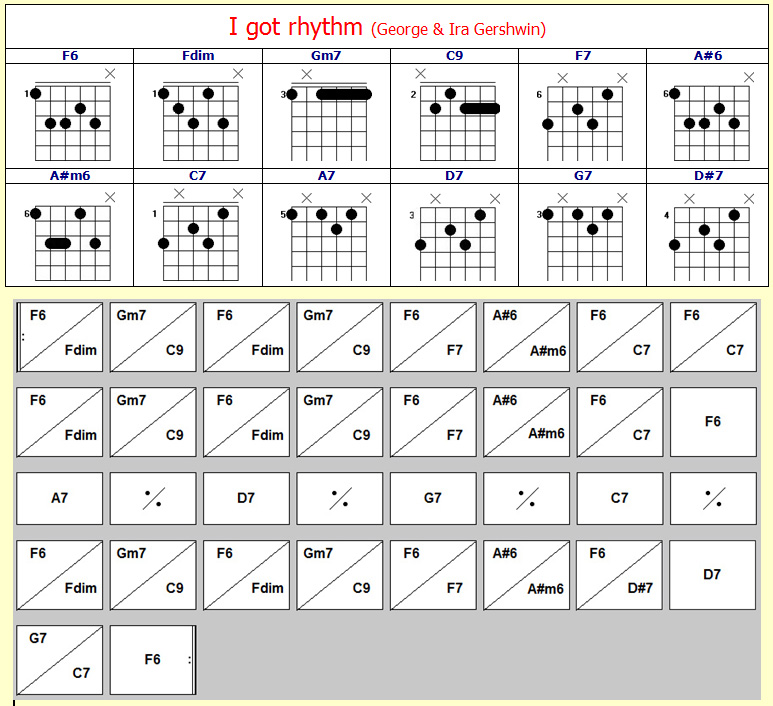 I got rhythm (George & Ira Gershwin)
F6 Fdim Gm7 C9 F7 A#6
1 1 3 2 6 6
A#m6 C7 A7 D7 G7 D#7
6 1 5 3 3 4
F6 Fdim Gm7 C9 F6 Fdim Gm7 C9 F6 F7 A#6 A#m6 F6 C7 F6 C7
F6 Fdim Gm7 C9 F6 Fdim Gm7 C9 F6 F7 A#6 A#m6 F6 C7 F6
A7 % D7 % G7 % C7 %
F6 Fdim Gm7 C9 F6 Fdim Gm7 C9 F6 F7 A#6 A#m6 F6 D#7 D7
G7 C7 F6